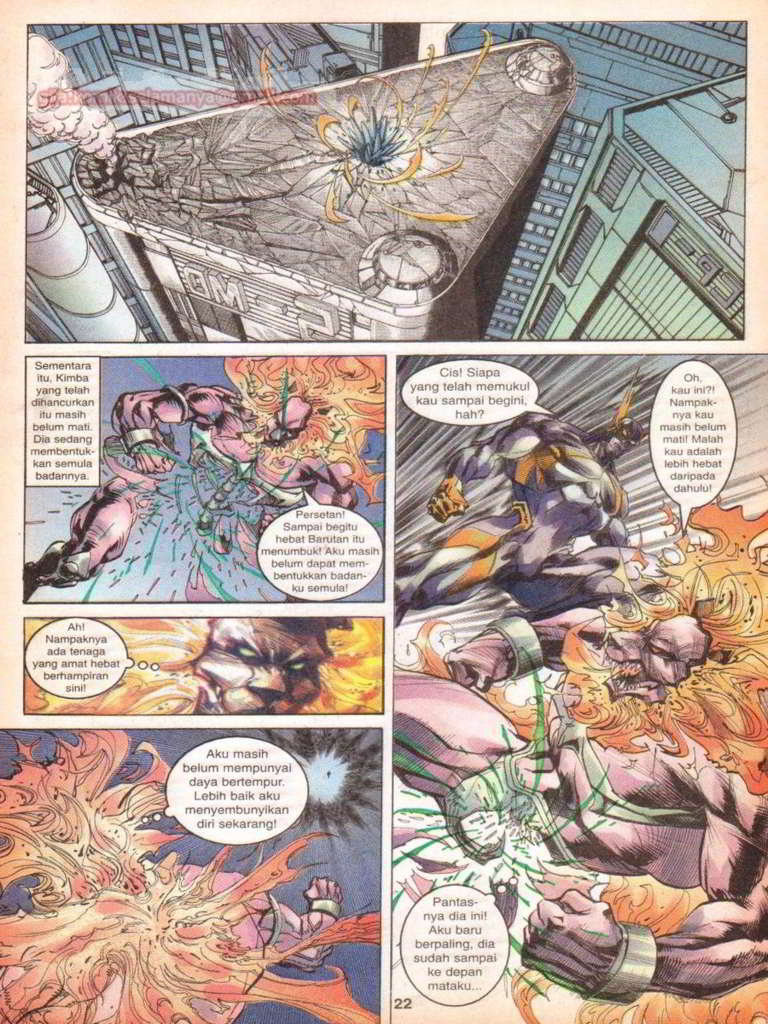 Sementara
itu, Kimba
yang telah
dihancurkan
itu masih
belum mati.
Dia sedang
membentuk-
kan semula
badannya.
Persetan!
Sampai begitu
hebat Barutan itu
menumbuk! Aku masih
belum dapat mem-
bentukkan badan-
ku semula!
Ah!
Nampaknya
ada tenaga
yang amat hebat
berhampiran
sini!
Aku masih
belum mempunyai
daya bertempur.
Lebih baik aku
menyembunyikan
diri sekarang!
Cis! Siapa
yang telah memukul
kau sampai begini,
hah?
Oh,
kau ini?!
Nampak-
nya kau
masih belum
mati! Malah
kau adalah
lebih hebat
daripada
dahulu!
Pantas-
nya dia ini!
Aku baru
berpaling, dia
sudah sampai
ke depan
mataku...
22